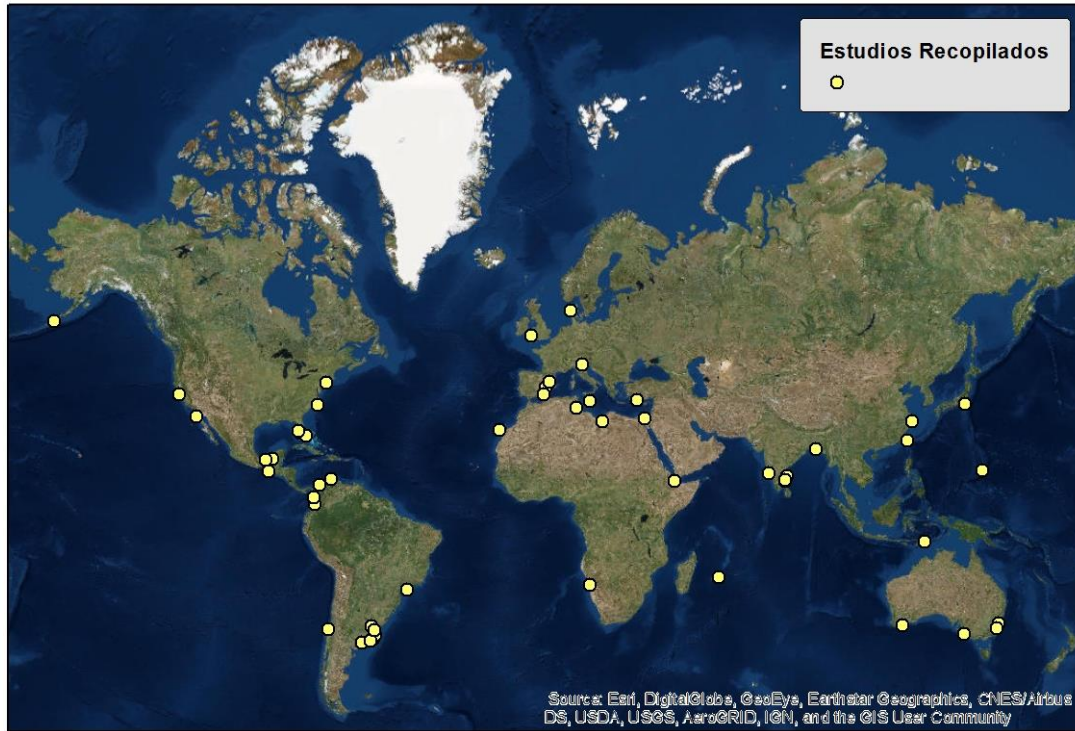 Estudios Recopilados
Source: Esri, DigitalGlobe, GeoEye, Earthstar Geographics, CNES/Airbus
DS, USDA, USGS, AeroGRID, IGN, and the GIS User Community